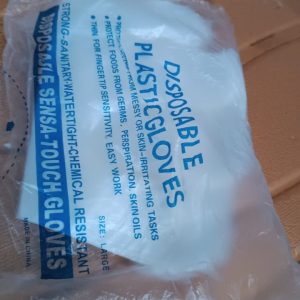 DISPOSABLE
PLASTIC GLOVES
• PROTECT HANDS FROM MESSY OR SKIN-IRRITATING TASKS
• PROTECT FOODS FROM GERMS, PERSPIRATION, SKIN OILS
• THIN FOR FINGERTIP SENSITIVITY, EASY WORK
SIZE: LARGE
STRONG-SANITARY-WATERTIGHT-CHEMICAL RESISTANT
DISPOSABLE SENSA-TOUCH GLOVES
MADE IN CHINA